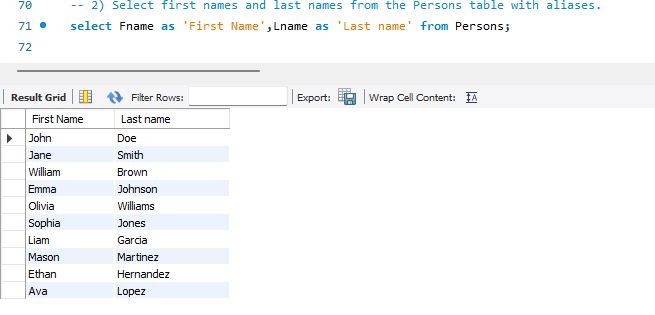 70 -- 2) Select first names and last names from the Persons table with aliases.
71 select Fname as 'First Name',Lname as 'Last name' from Persons;
72
Result Grid Filter Rows: Export: Wrap Cell Content:
First Name Last name
John Doe
Jane Smith
William Brown
Emma Johnson
Olivia Williams
Sophia Jones
Liam Garcia
Mason Martinez
Ethan Hernandez
Ava Lopez